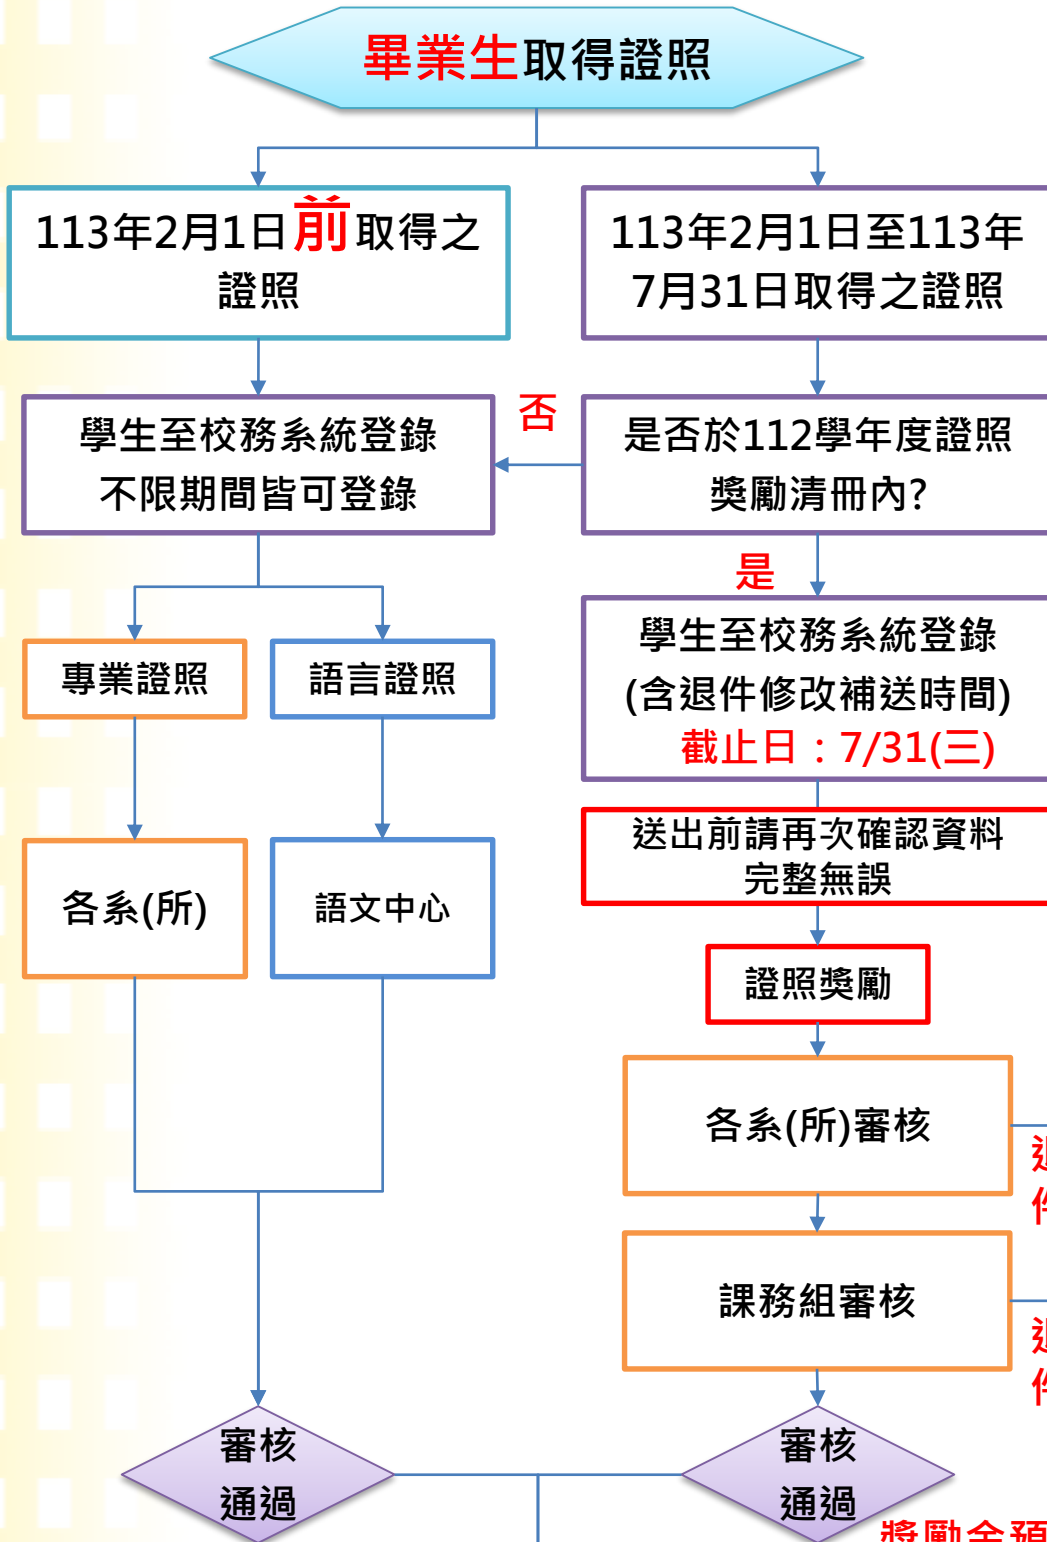 畢業生取得證照
113年2月1日前取得之
證照
113年2月1日至113年
7月31日取得之證照
學生至校務系統登錄
不限期間皆可登錄
否
是否於112學年度證照
獎勵清冊內?
是
學生至校務系統登錄
(含退件修改補送時間)
截止日：7/31(三)
專業證照
語言證照
送出前請再次確認資料
完整無誤
各系(所)
語文中心
證照獎勵
各系(所)審核
課務組審核
審核
通過
審核
通過
獎勵金預